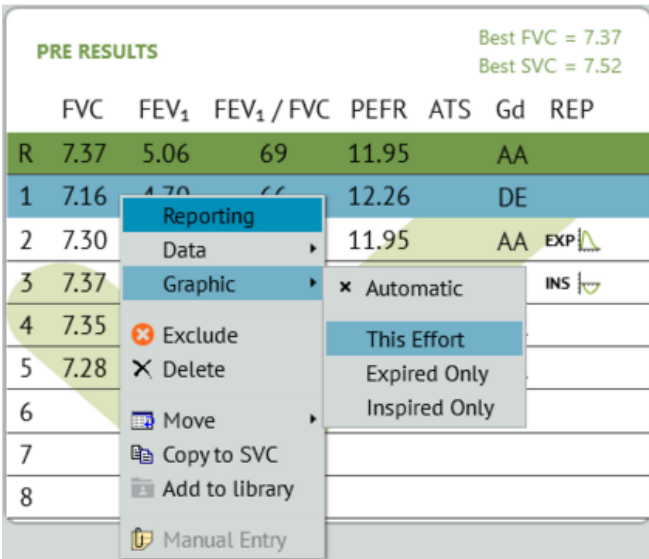 PRE RESULTS
Best FVC = 7.37
Best SVC = 7.52
FVC FEV₁ FEV₁ / FVC PEFR ATS Gd REP
R 7.37 5.06 69 11.95 AA
1 7.16 4.70 66 12.26 DE
2 7.30 11.95 AA EXP
3 7.37 INS
4 7.35
5 7.28
6
7
8
Reporting
Data
Graphic
Exclude
Delete
Move
Copy to SVC
Add to library
Manual Entry
Automatic
This Effort
Expired Only
Inspired Only